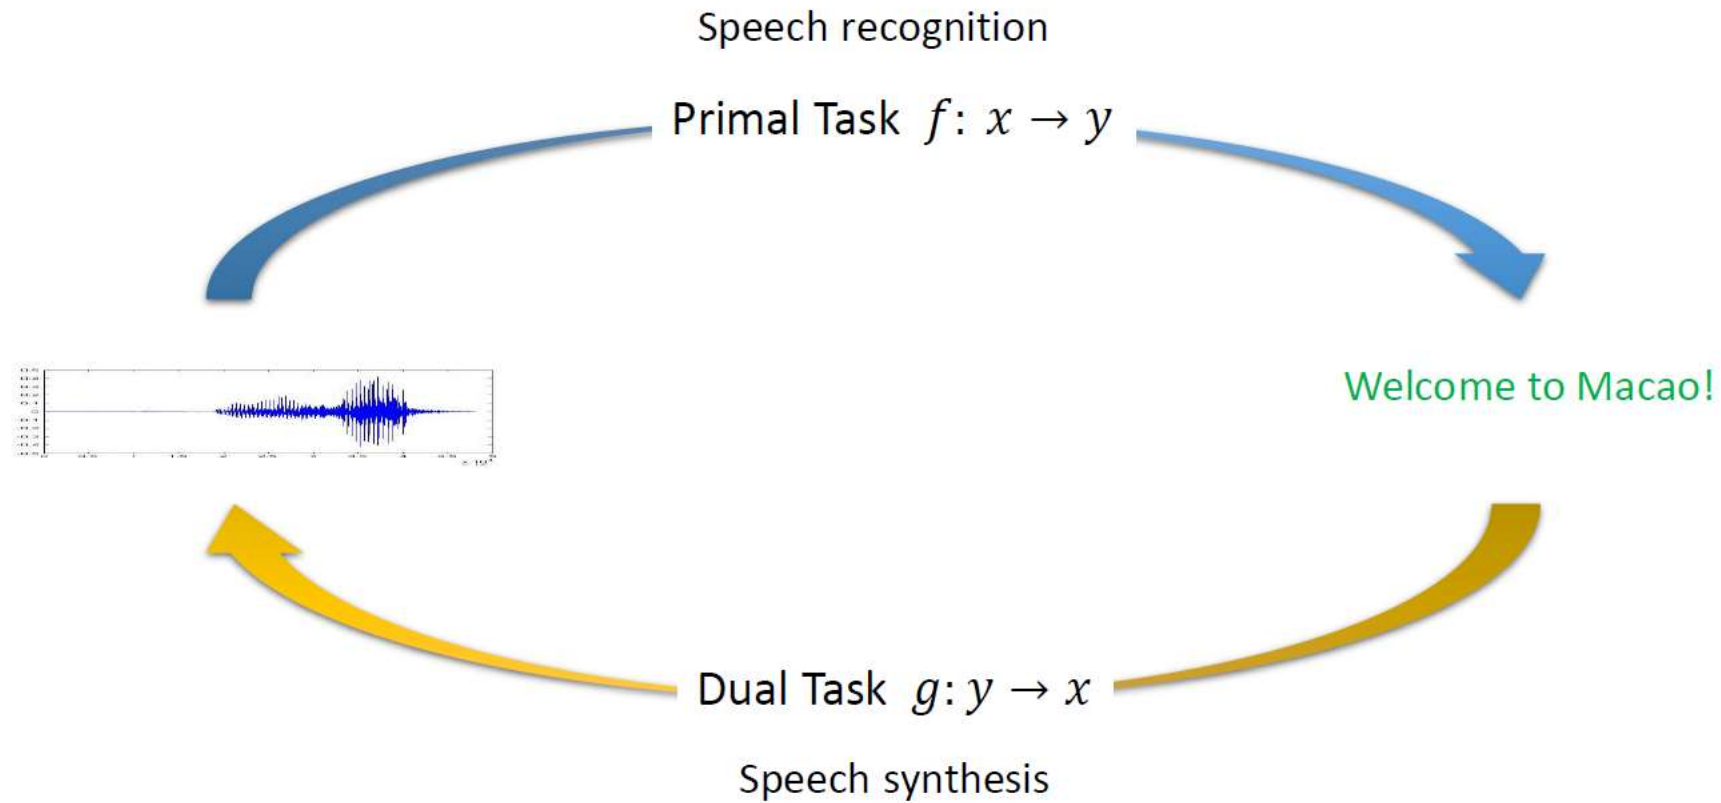 Speech recognition
Primal Task f: x → y
Welcome to Macao!
Dual Task g: y → x
Speech synthesis